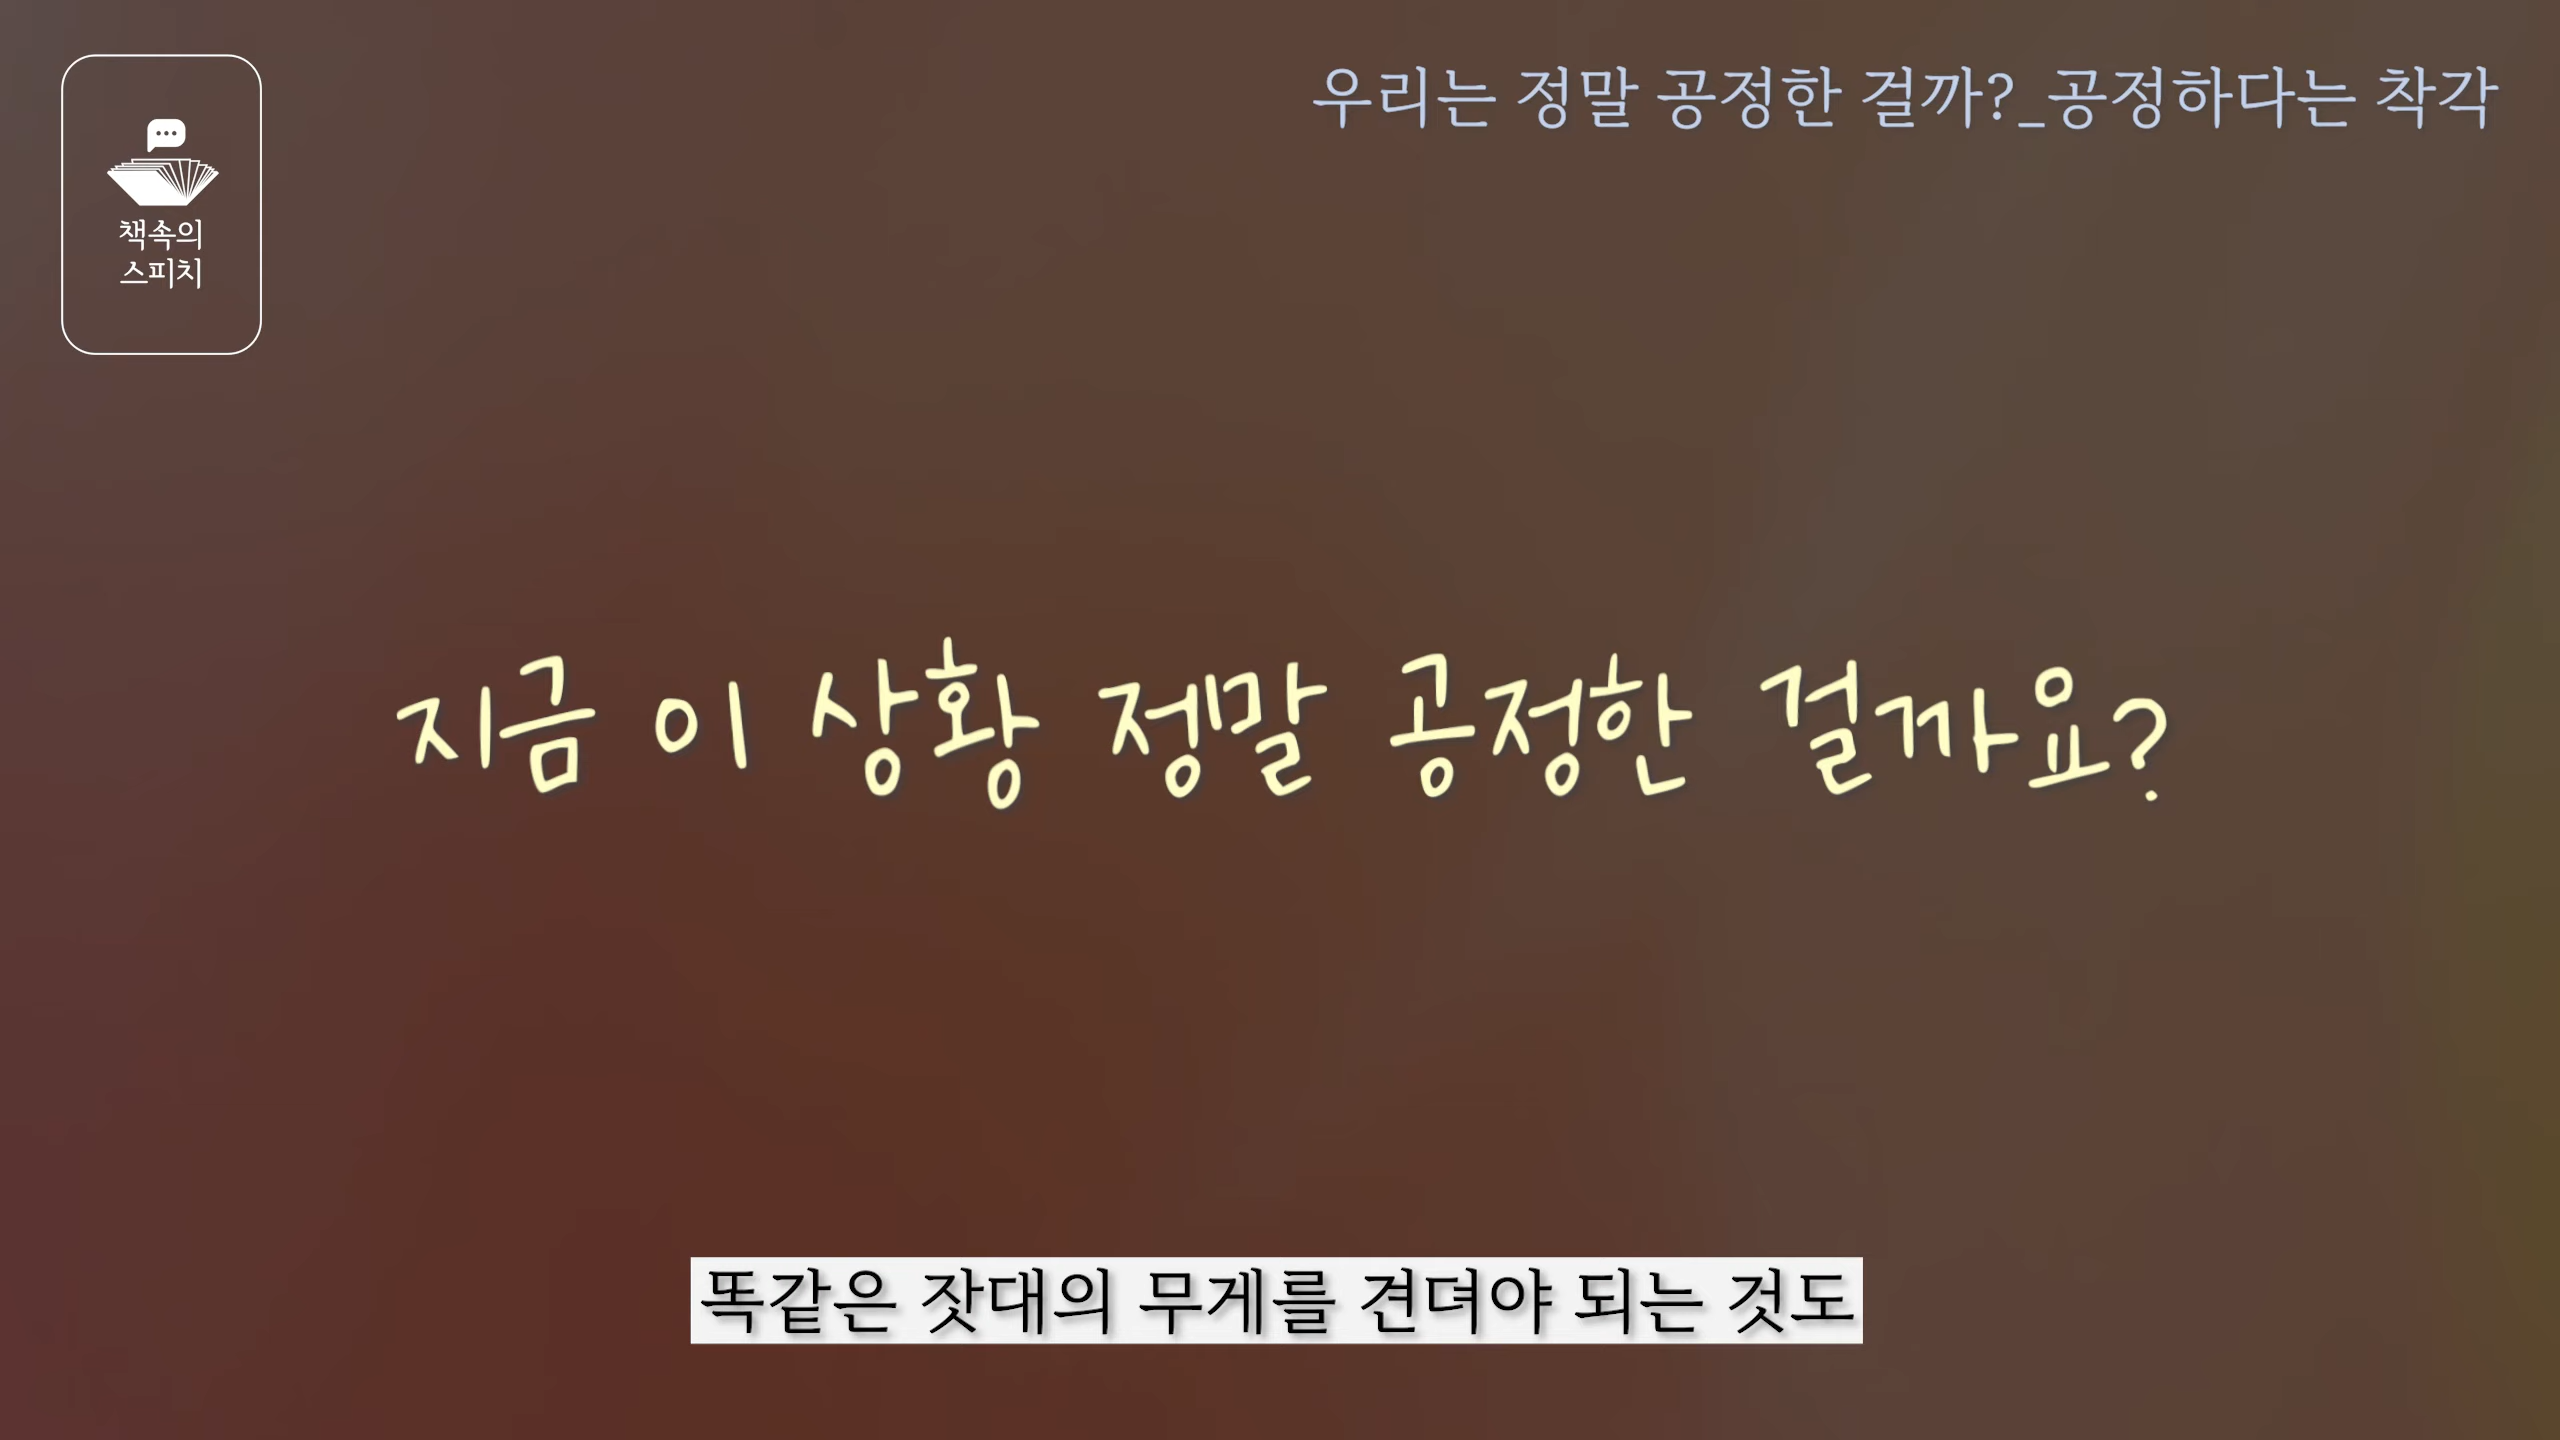 책속의
스피치
우리는 정말 공정한 걸까?_공정하다는 착각
지금 이 상황 정말 공정한 걸까요?
똑같은 잣대의 무게를 견뎌야 되는 것도